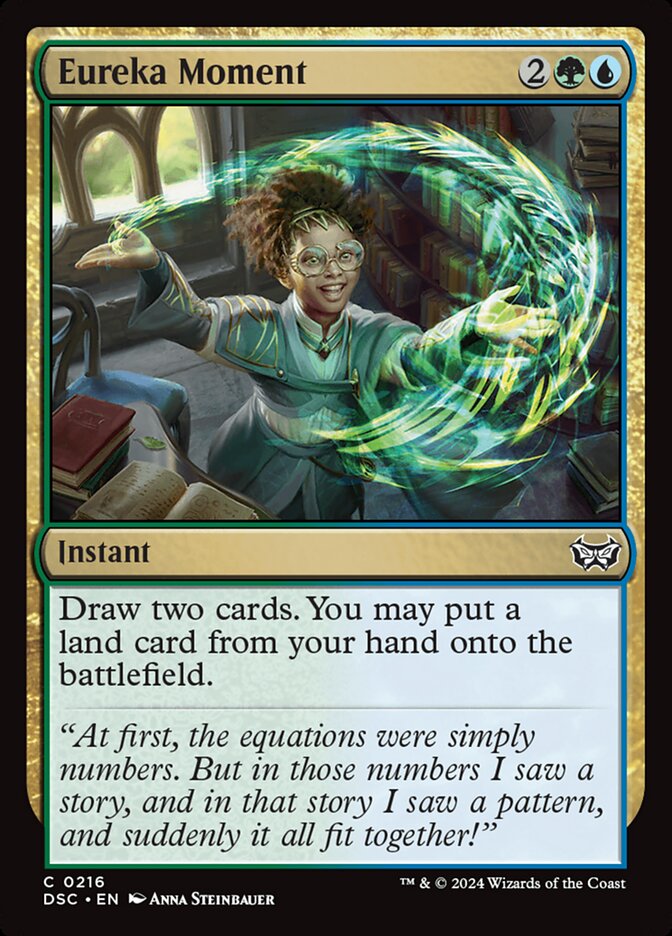 Eureka Moment 2
Instant
Draw two cards. You may put a
land card from your hand onto the
battlefield.
“At first, the equations were simply
numbers. But in those numbers I saw a
story, and in that story I saw a pattern,
and suddenly it all fit together!”
C 0216
DSC • EN Anna Steinbauer
™ & © 2024 Wizards of the Coast